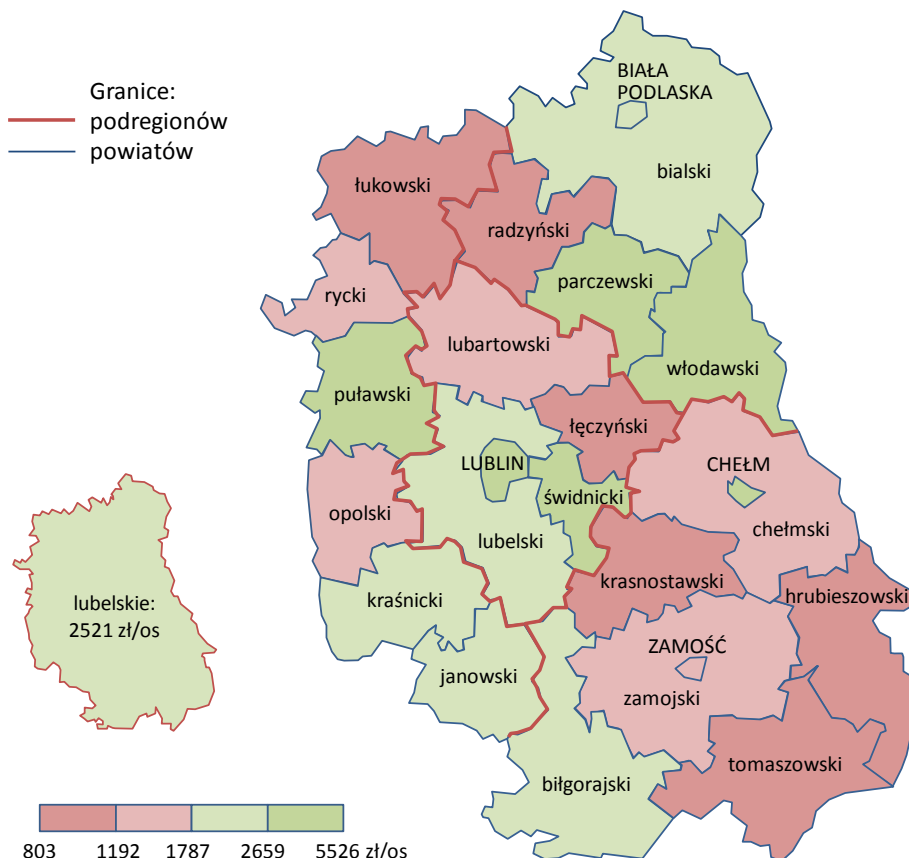 Granice:
podregionów
powiatów
BIAŁA
PODLASKA
bialski
łukowski
radzyński
parczewski
rycki
lubartowski
włodawski
puławski
łęczyński
LUBLIN
CHEŁM
świdnicki
opolski
chełmski
lubelski
krasnostawski
hrubieszowski
kraśnicki
lubelskie:
2521 zł/os
ZAMOŚĆ
janowski
zamojski
tomaszowski
biłgorajski
803 1192 1787 2659 5526 zł/os